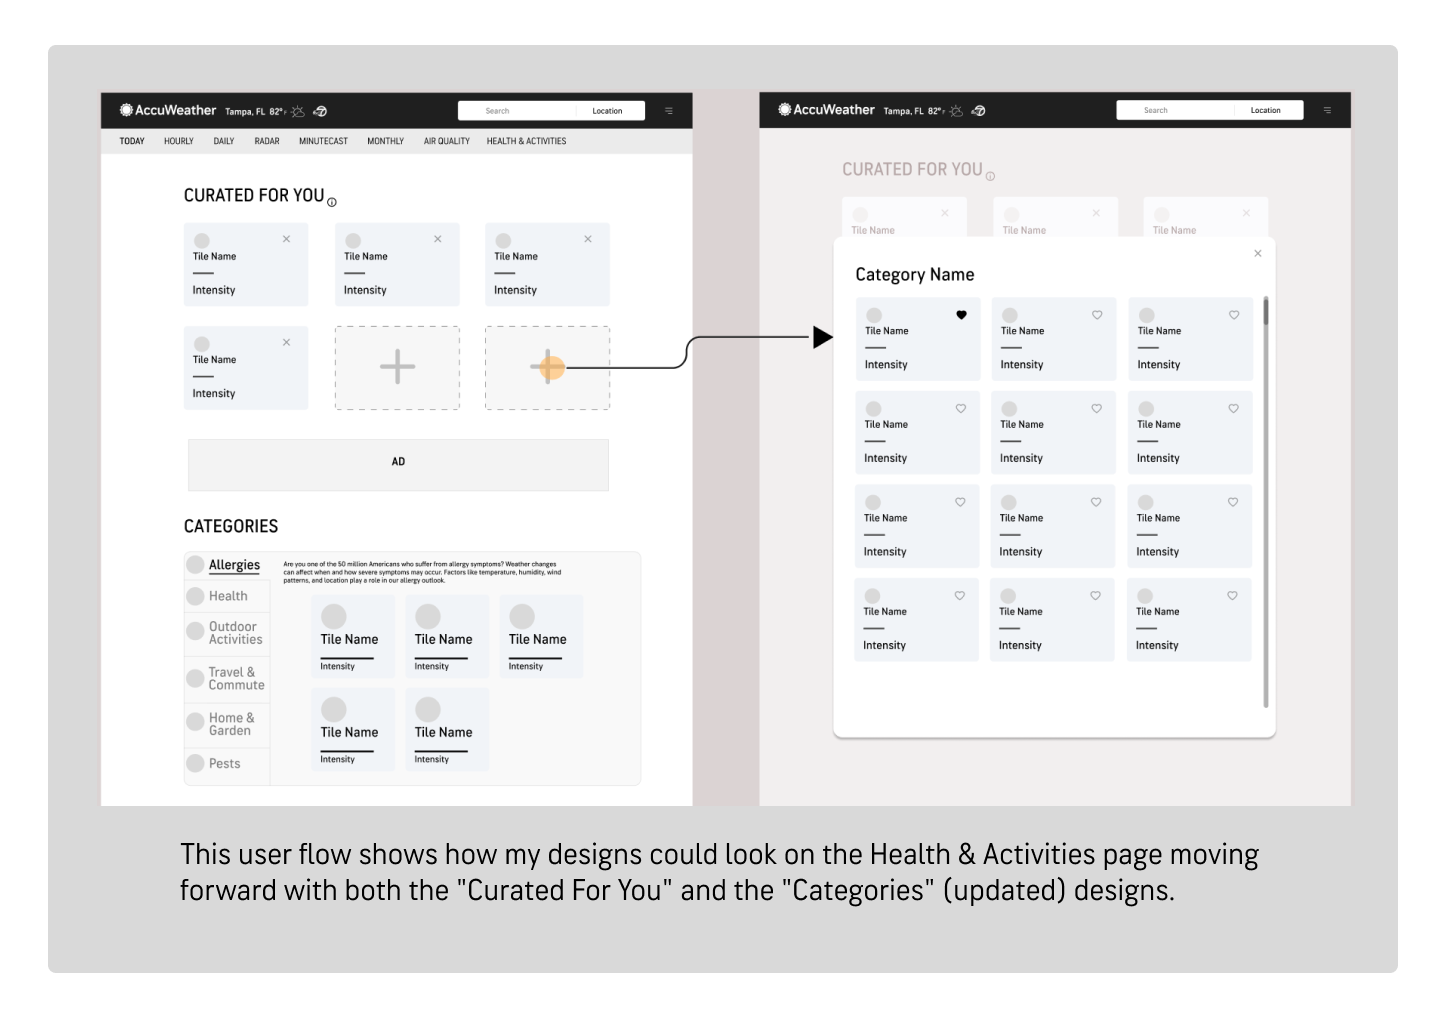 AccuWeather Tampa, FL 82° F Search Location
TODAY HOURLY DAILY RADAR MINUTECAST MONTHLY AIR QUALITY HEALTH & ACTIVITIES
CURATED FOR YOU
Tile Name Tile Name Tile Name
Intensity Intensity Intensity
Tile Name
Intensity
AD
CATEGORIES
Allergies
Health
Outdoor
Activities
Travel &
Commute
Home &
Garden
Pests
Are you one of the 50 million Americans who suffer from allergy symptoms? Weather changes
can affect when and how severe symptoms may occur. Factors like temperature, humidity, wind
patterns, and location play a role in our allergy outlook.
Tile Name Tile Name Tile Name
Intensity Intensity Intensity
Tile Name Tile Name
Intensity Intensity
AccuWeather Tampa, FL 82° F Search Location
CURATED FOR YOU
Tile Name Tile Name Tile Name
Category Name
Tile Name Tile Name Tile Name
Intensity Intensity Intensity
Tile Name Tile Name Tile Name
Intensity Intensity Intensity
Tile Name Tile Name Tile Name
Intensity Intensity Intensity
Tile Name Tile Name Tile Name
Intensity Intensity Intensity
This user flow shows how my designs could look on the Health & Activities page moving
forward with both the "Curated For You" and the "Categories" (updated) designs.